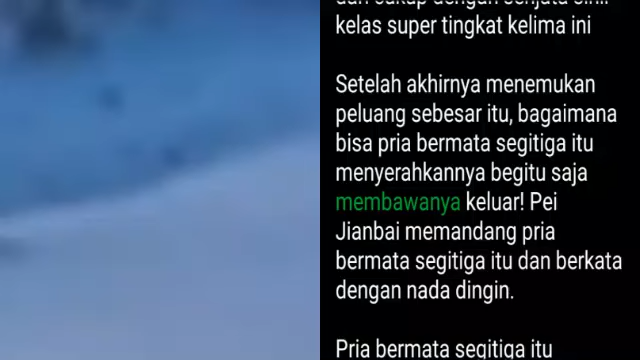 kelas super tingkat kelima ini
Setelah akhirnya menemukan
peluang sebesar itu, bagaimana
bisa pria bermata segitiga itu
menyerahkannya begitu saja
membawanya keluar! Pei
Jianbai memandang pria
bermata segitiga itu dan berkata
dengan nada dingin.
Pria bermata segitiga itu